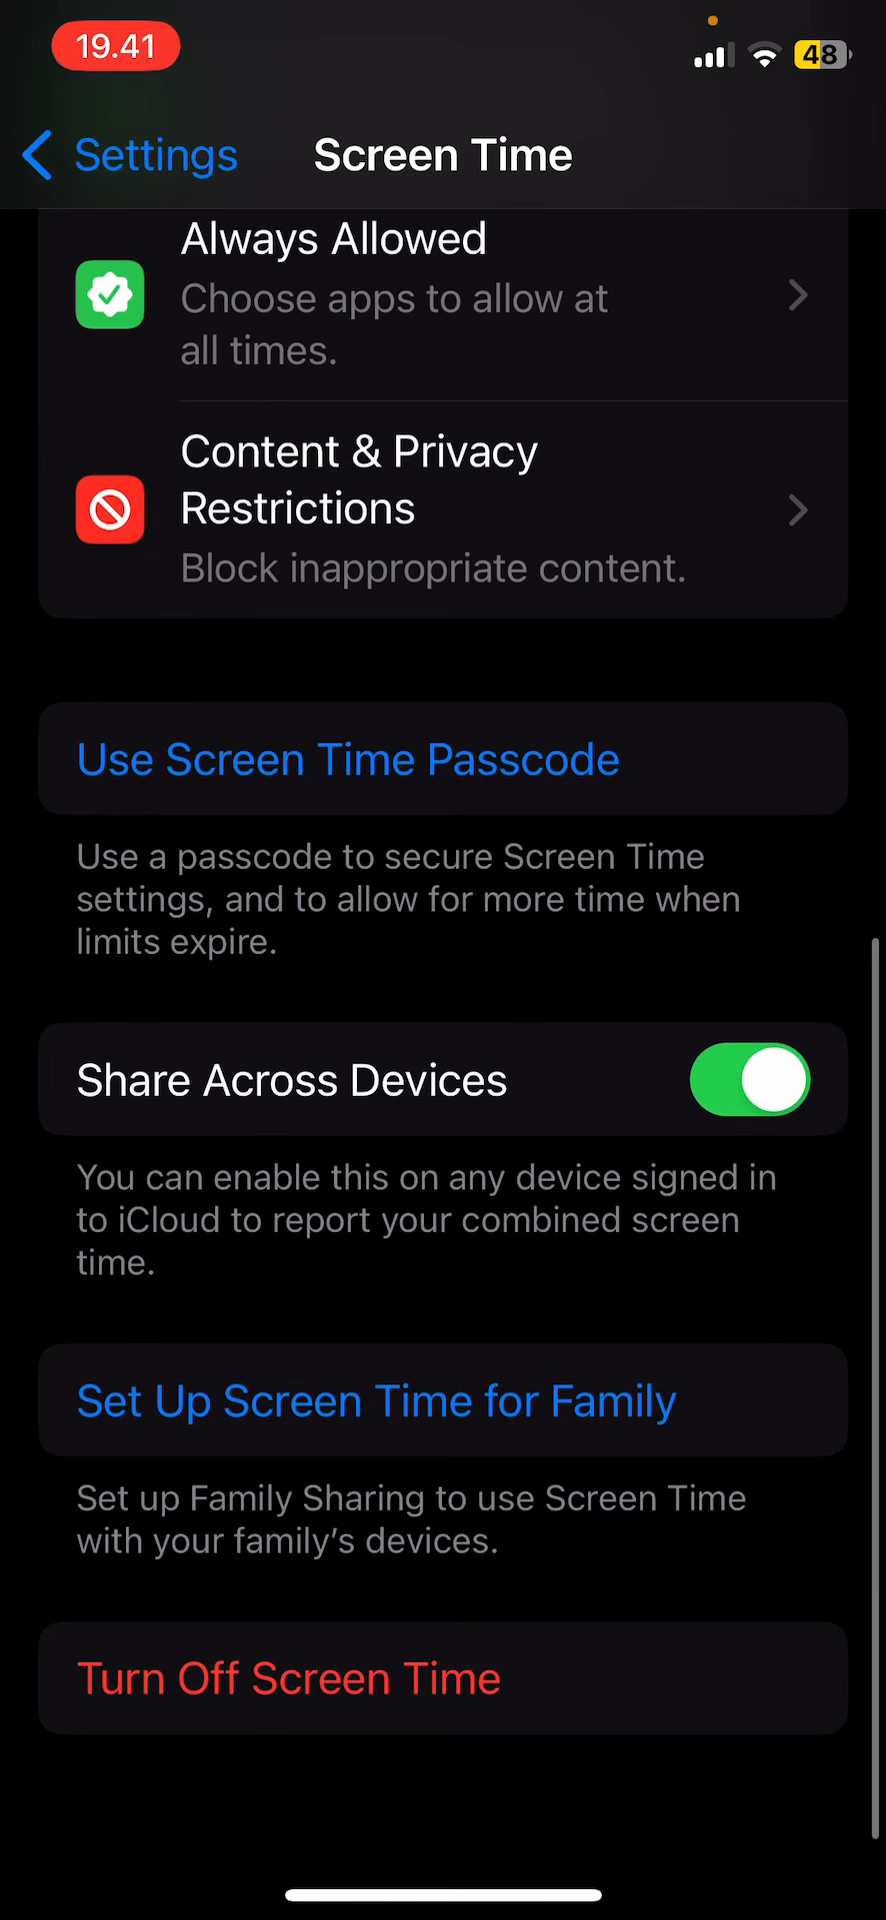 19.41
48
Settings
Screen Time
Always Allowed
Choose apps to allow at
all times.
Content & Privacy
Restrictions
Block inappropriate content.
Use Screen Time Passcode
Use a passcode to secure Screen Time
settings, and to allow for more time when
limits expire.
Share Across Devices
You can enable this on any device signed in
to iCloud to report your combined screen
time.
Set Up Screen Time for Family
Set up Family Sharing to use Screen Time
with your family’s devices.
Turn Off Screen Time